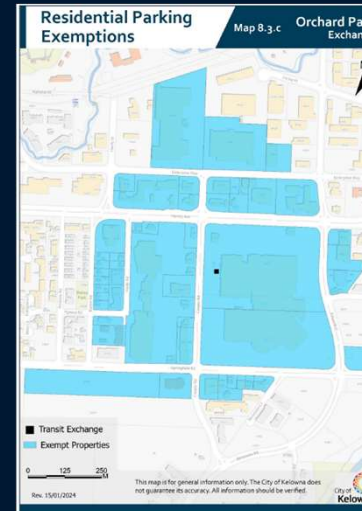 Residential Parking
Exemptions
Map 8.3.c
Orchard Pa
Exchan
Transit Exchange
Exempt Properties
0 125 250
M
Rev. 15/01/2024
This map is for general information only. The City of Kelowna does
not guarantee its accuracy. All information should be verified.
City of
Kelow